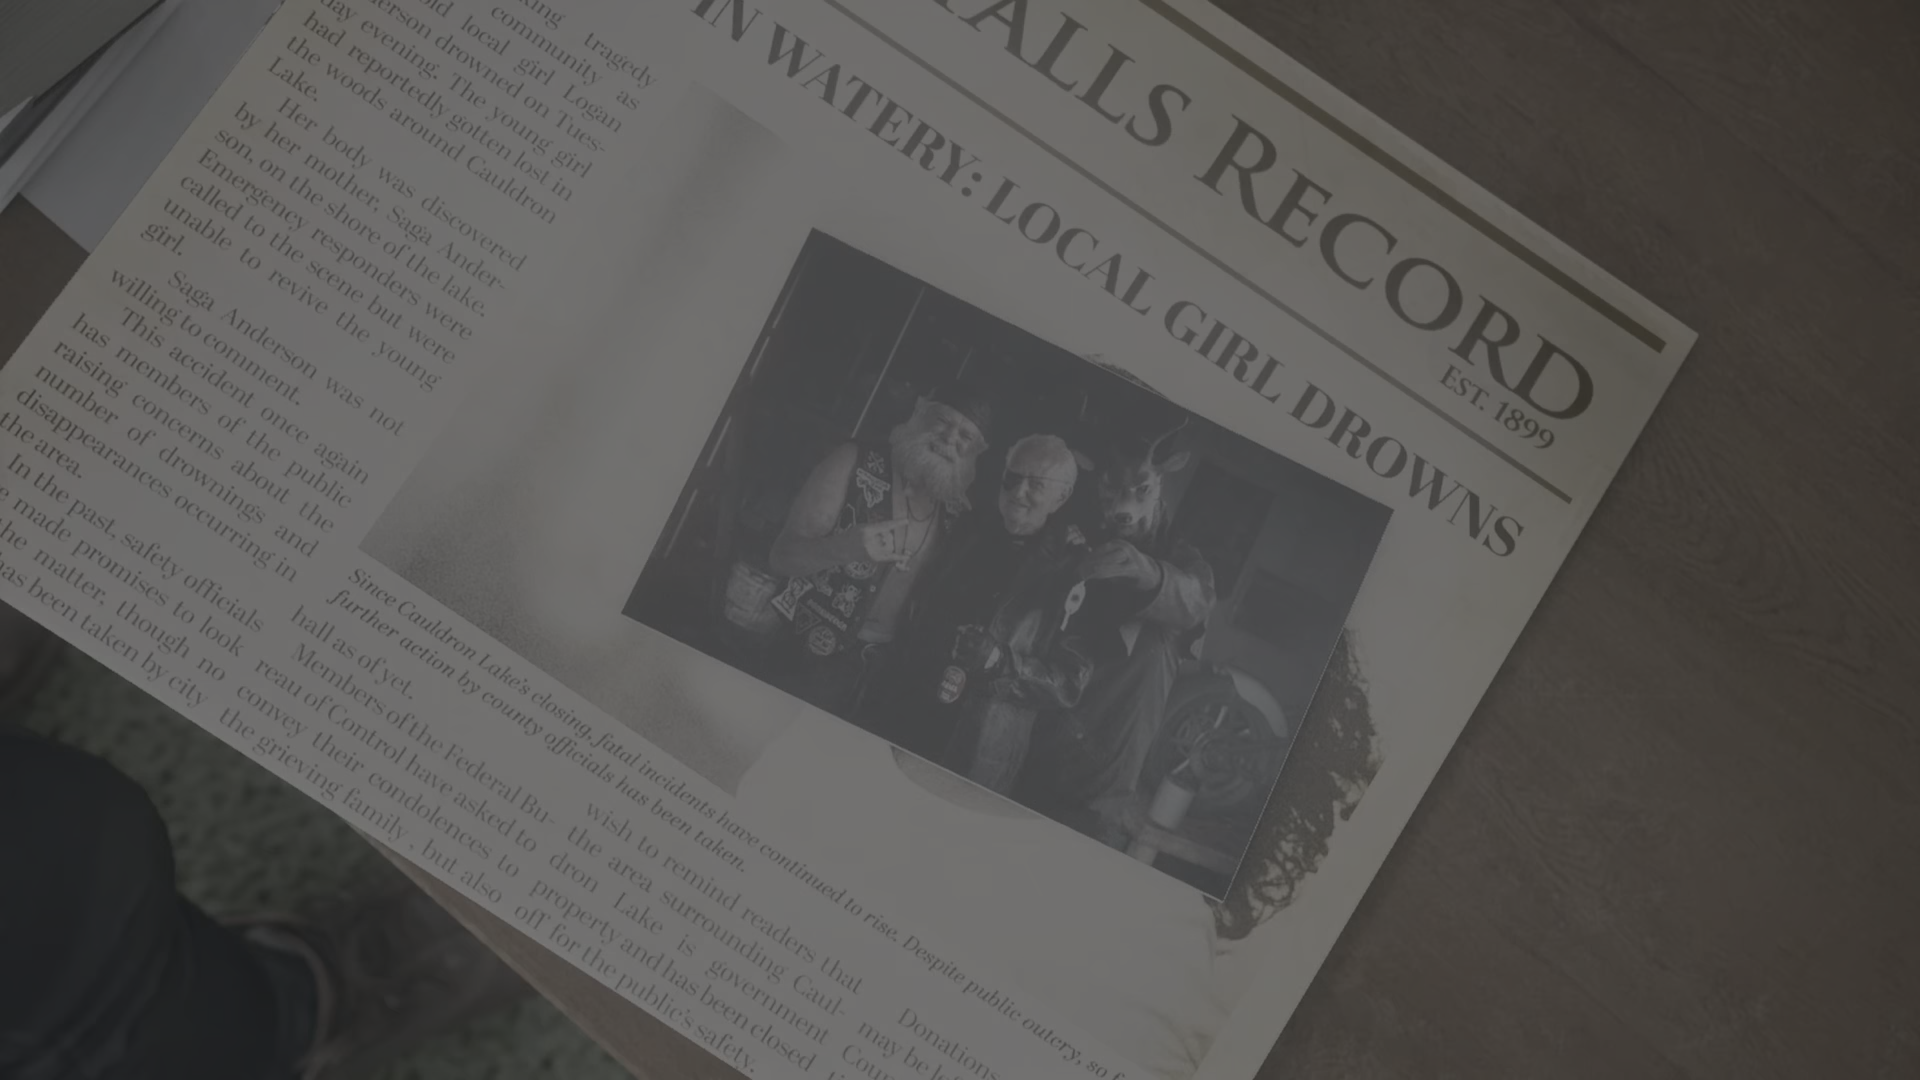 ALLS RECORD
EST. 1899
IN WATERY: LOCAL GIRL DROWNS
tragedy
community as
old local girl Logan
erson drowned on Tues-
day evening. The young girl
had reportedly gotten lost in
the woods around Cauldron
Lake.
Her body was discovered
by her mother, Saga Ander-
son, on the shore of the lake.
Emergency responders were
called to the scene but were
unable to revive the young
girl.
Saga Anderson was not
willing to comment.
This accident once again
has members of the public
raising concerns about the
number of drownings and
disappearances occurring in
the area.
In the past, safety officials
made promises to look
the matter, though no
has been taken by city
hall as of yet.
Members of the Federal Bu-
reau of Control have asked to
convey their condolences to
the grieving family, but also
wish to remind readers that
the area surrounding Caul-
dron Lake is government
property and has been closed
off for the public's safety.
Donations
may be
Since Cauldron Lake's closing, fatal incidents have continued to rise. Despite public outcry, so
further action by county officials has been taken.